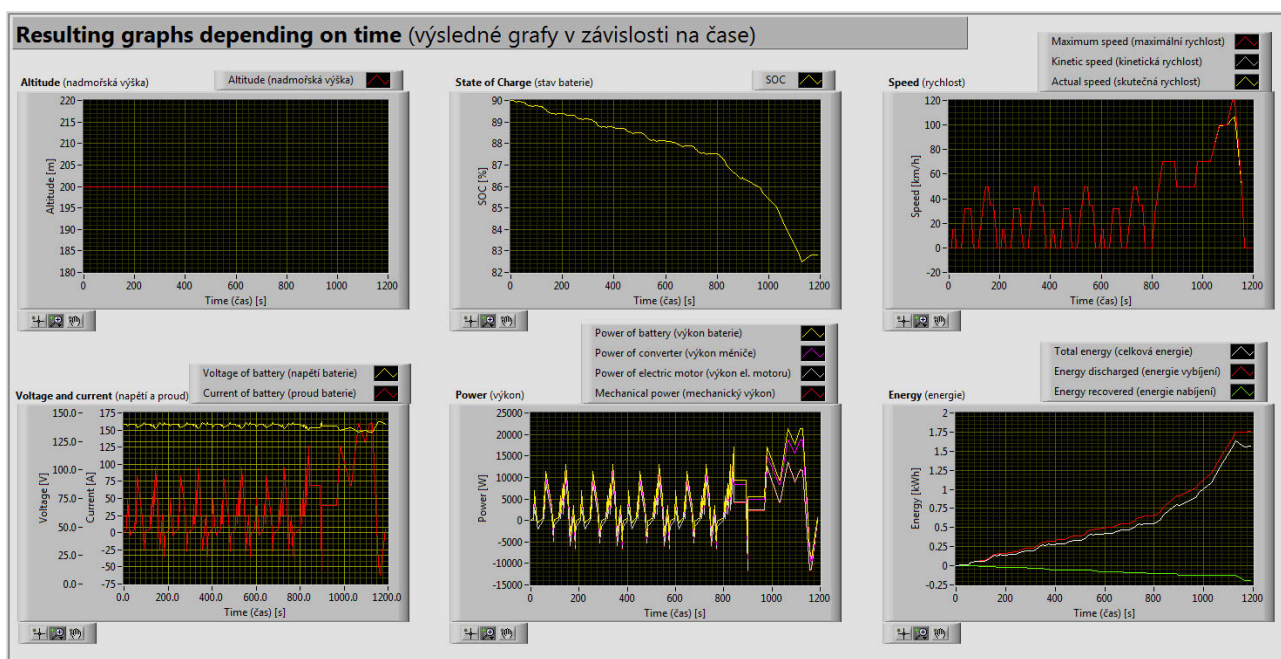 Resulting graphs depending on time (výsledné grafy v závislosti na čase)
Altitude (nadmořská výška)
Altitude (nadmořská výška)
220
215
210
205
200
195
190
185
180
Altitude [m]
0 200 400 600 800 1000 1200
Time (čas) [s]
State of Charge (stav baterie)
SOC
90
89
88
87
86
85
84
83
82
SOC [%]
0 200 400 600 800 1000 1200
Time (čas) [s]
Maximum speed (maximální rychlost)
Kinetic speed (kinetická rychlost)
Actual speed (skutečná rychlost)
Speed (rychlost)
120
100
80
60
40
20
0
-20
Speed [km/h]
0 200 400 600 800 1000 1200
Time (čas) [s]
Voltage of battery (napětí baterie)
Current of battery (proud baterie)
Voltage and current (napětí a proud)
150.0
125.0
100.0
75.0
50.0
25.0
0.0
Voltage [V]
175
150
125
100
75
50
25
0
-25
-50
-75
Current [A]
0.0 200.0 400.0 600.0 800.0 1000.0 1200.0
Time (čas) [s]
Power of battery (výkon baterie)
Power of converter (výkon měniče)
Power of electric motor (výkon el. motoru)
Mechanical power (mechanický výkon)
Power (výkon)
25000
20000
15000
10000
5000
0
-5000
-10000
-15000
Power [W]
0 200 400 600 800 1000 1200
Time (čas) [s]
Total energy (celková energie)
Energy discharged (energie vybíjení)
Energy recovered (energie nabíjení)
Energy (energie)
2
1.75
1.5
1.25
1
0.75
0.5
0.25
0
-0.25
Energy [kWh]
0 200 400 600 800 1000 1200
Time (čas) [s]